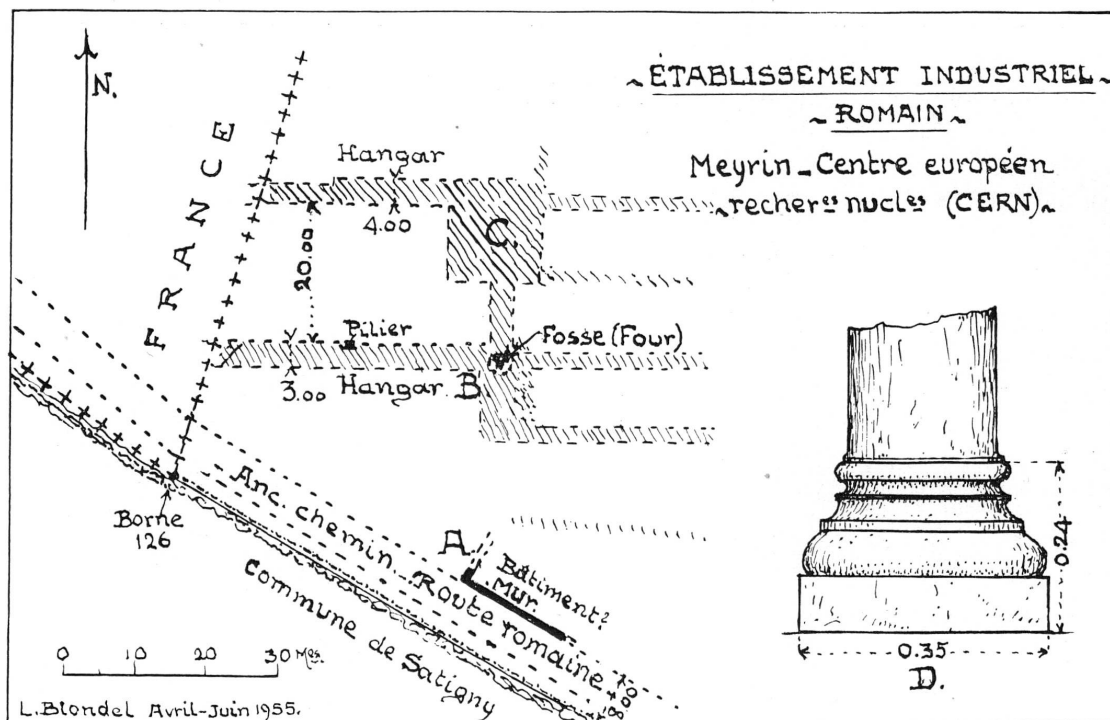 ~ ÉTABLISSEMENT INDUSTRIEL ~
~ ROMAIN ~
Meyrin _ Centre européen
~ recheres nucles (CERN) ~
N.
FRANCE
Hangar
4.00
C.
20.00
Pilier
Fosse (Four)
3.00
Hangar B
Borne
126
Anc. chemin. Route romaine
Commune de Satigny
A.
Bâtiment?
Mur.
0 10 20 30 Mes.
L. Blondel Avril-Juin 1955.
0.24
0.35
D.